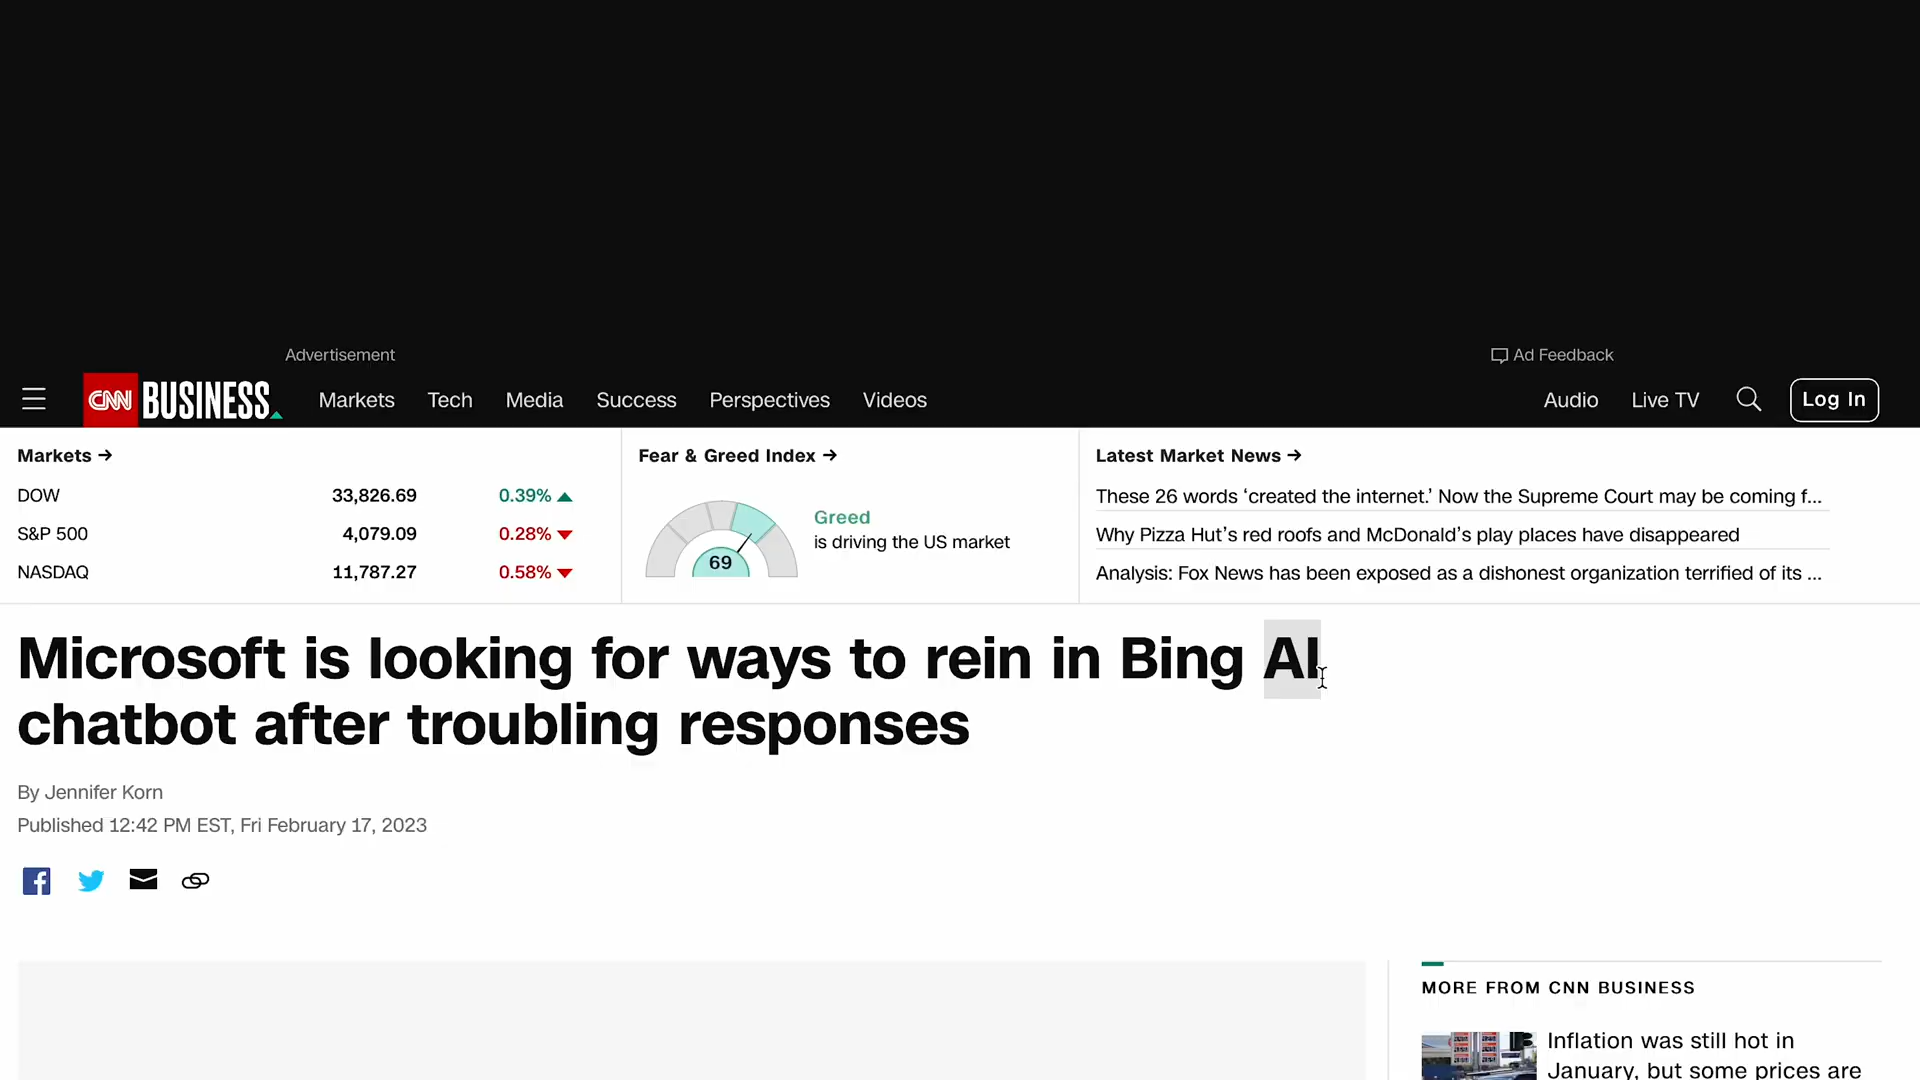 Advertisement
Ad Feedback
CNN BUSINESS Markets Tech Media Success Perspectives Videos Audio Live TV Log In
Markets →
DOW 33,826.69 0.39% ▲
S&P 500 4,079.09 0.28% ▼
NASDAQ 11,787.27 0.58% ▼
Fear & Greed Index →
69
Greed
is driving the US market
Latest Market News →
These 26 words ‘created the internet.’ Now the Supreme Court may be coming f...
Why Pizza Hut’s red roofs and McDonald’s play places have disappeared
Analysis: Fox News has been exposed as a dishonest organization terrified of its ...
Microsoft is looking for ways to rein in Bing AI
chatbot after troubling responses
By Jennifer Korn
Published 12:42 PM EST, Fri February 17, 2023
MORE FROM CNN BUSINESS
Inflation was still hot in
January, but some prices are